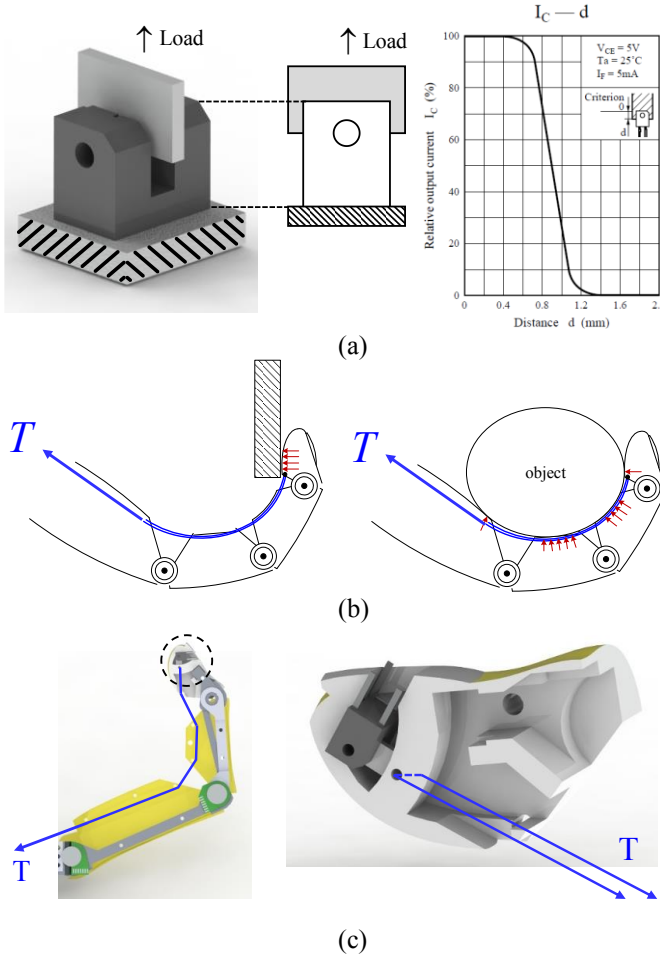 Load
Load
I_C — d
V_CE = 5V
Ta = 25˚C
I_F = 5mA
Criterion
0
d
Relative output current I_C (%)
100
80
60
40
20
0
0 0.4 0.8 1.2 1.6 2.
Distance d (mm)
(a)
T
T
object
(b)
T
T
(c)